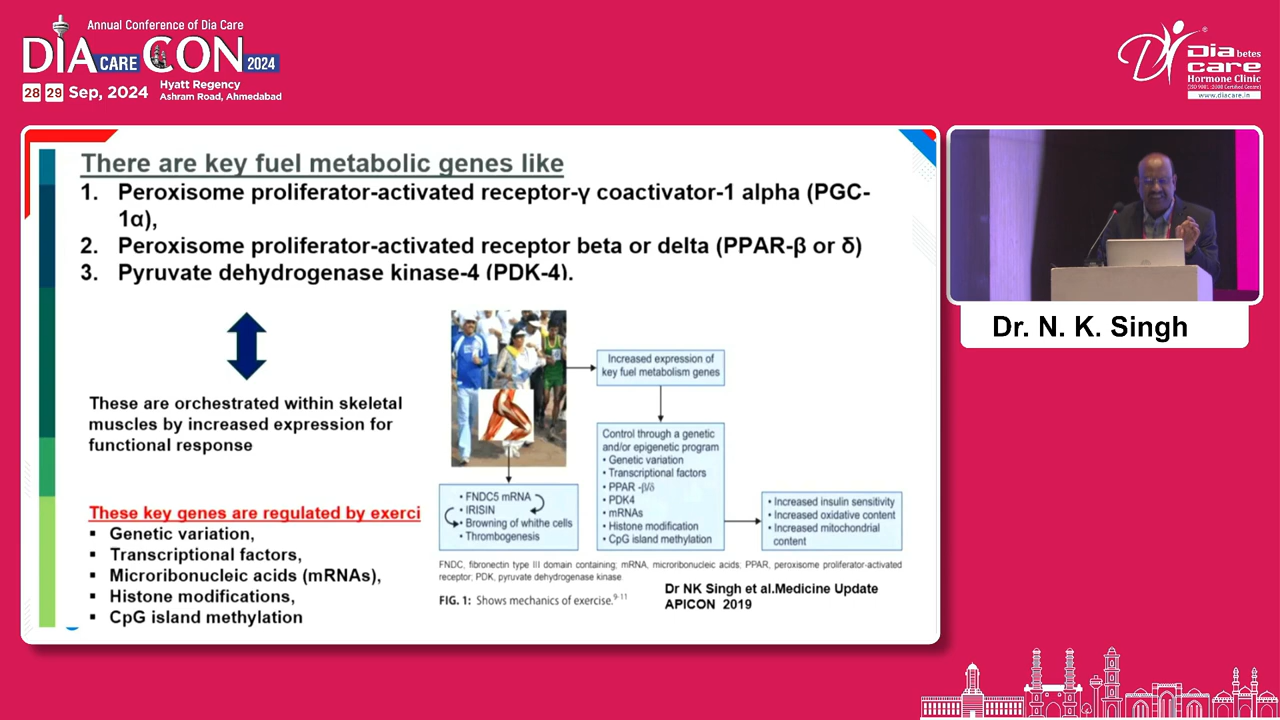 Annual Conference of Dia Care
DIA CARE CON 2024
28 29 Sep, 2024
Hyatt Regency
Ashram Road, Ahmedabad
Diabetes
care
Hormone Clinic
(ISO 9001 : 2008 Certified Centre)
www.diacare.in
There are key fuel metabolic genes like
1. Peroxisome proliferator-activated receptor-γ coactivator-1 alpha (PGC-
1α),
2. Peroxisome proliferator-activated receptor beta or delta (PPAR-β or δ)
3. Pyruvate dehydrogenase kinase-4 (PDK-4).
These are orchestrated within skeletal
muscles by increased expression for
functional response
These key genes are regulated by exerci
▪ Genetic variation,
▪ Transcriptional factors,
▪ Microribonucleic acids (mRNAs),
▪ Histone modifications,
▪ CpG island methylation
Increased expression of
key fuel metabolism genes
Control through a genetic
and/or epigenetic program
• Genetic variation
• Transcriptional factors
• PPAR -β/δ
• PDK4
• mRNAs
• Histone modification
• CpG island methylation
• FNDC5 mRNA
• IRISIN
• Browning of whithe cells
• Thrombogenesis
• Increased insulin sensitivity
• Increased oxidative content
• Increased mitochondrial
content
FNDC, fibronectin type III domain containing; mRNA, microribonucleic acids, PPAR, peroxisome proliferator-activated
receptor; PDK, pyruvate dehydrogenase kinase
FIG. 1: Shows mechanics of exercise.9-11
Dr NK Singh et al.Medicine Update
APICON 2019
Dr. N. K. Singh